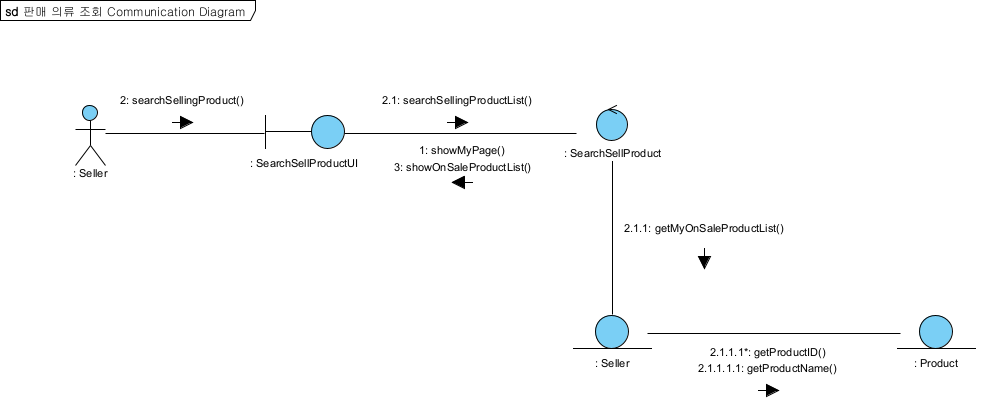 sd 판매 의류 조회 Communication Diagram
2: searchSellingProduct()
2.1: searchSellingProductList()
1: showMyPage()
3: showOnSaleProductList()
: Seller
: SearchSellProductUI
: SearchSellProduct
2.1.1: getMyOnSaleProductList()
: Seller
2.1.1.1*: getProductID()
2.1.1.1.1: getProductName()
: Product